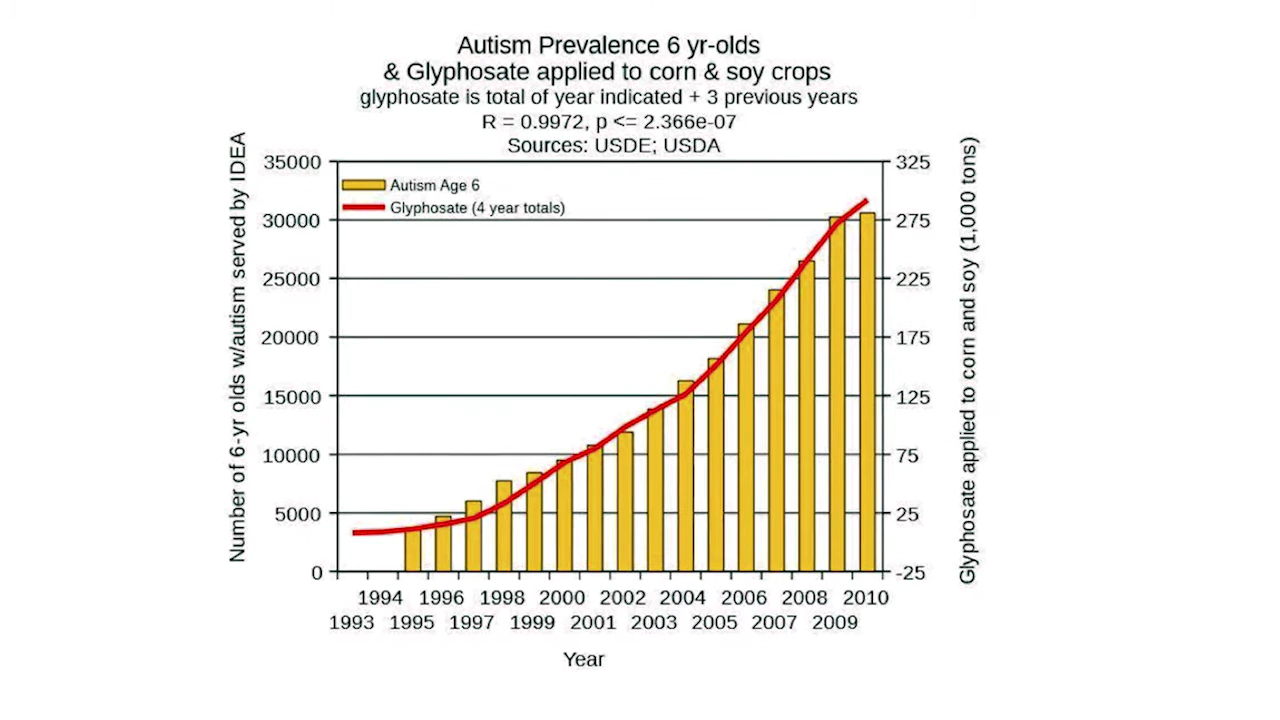 Autism Prevalence 6 yr-olds
& Glyphosate applied to corn & soy crops
glyphosate is total of year indicated + 3 previous years
R = 0.9972, p <= 2.366e-07
Sources: USDE; USDA
Number of 6-yr olds w/autism served by IDEA
35000
30000
25000
20000
15000
10000
5000
0
Autism Age 6
Glyphosate (4 year totals)
325
275
225
175
125
75
25
-25
Glyphosate applied to corn and soy (1,000 tons)
1994 1996 1998 2000 2002 2004 2006 2008 2010
1993 1995 1997 1999 2001 2003 2005 2007 2009
Year